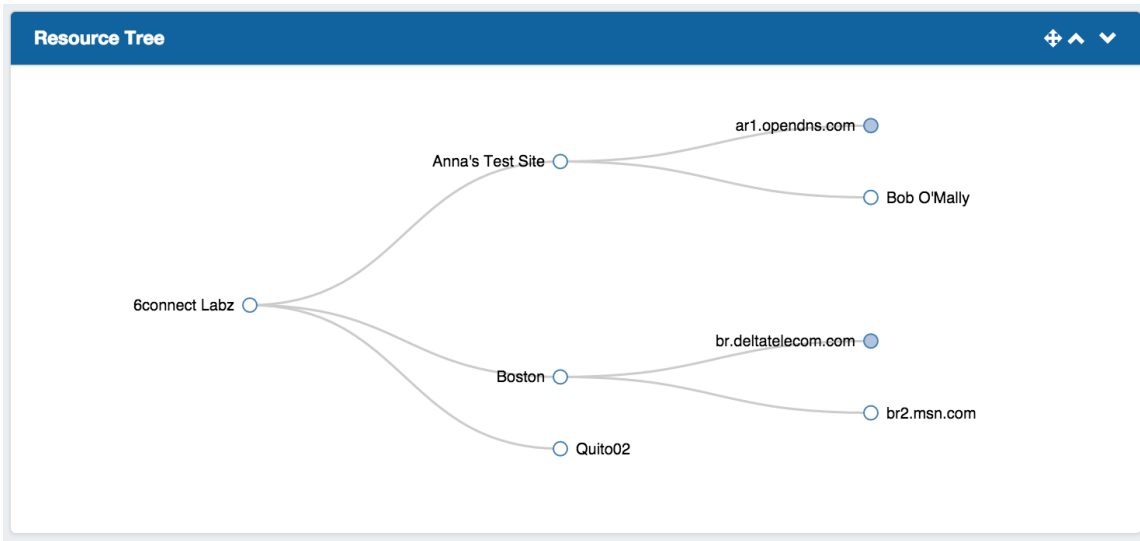 Resource Tree
ar1.opendns.com
Anna's Test Site
Bob O'Mally
6connect Labz
br.deltatelecom.com
Boston
br2.msn.com
Quito02